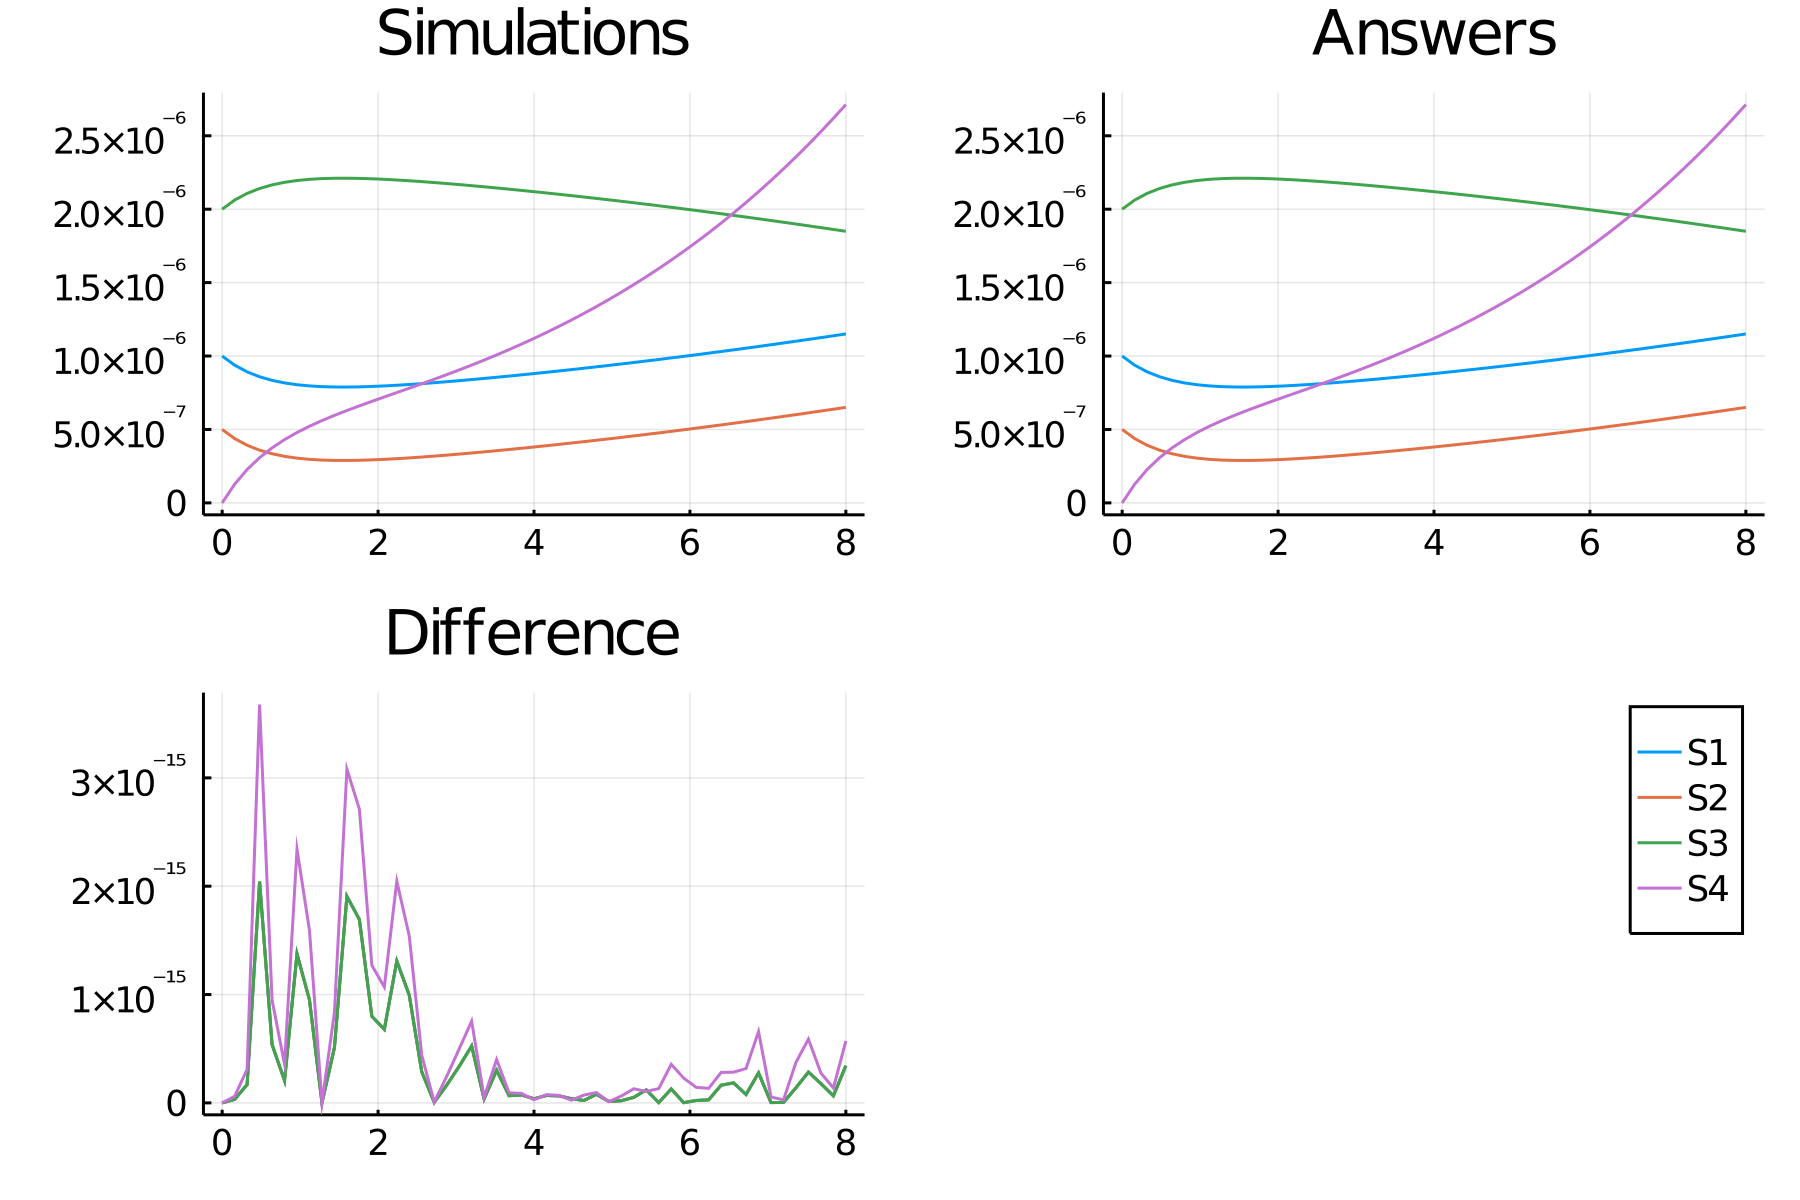 Simulations
Answers
2.5×10⁻⁶
2.0×10⁻⁶
1.5×10⁻⁶
1.0×10⁻⁶
5.0×10⁻⁷
0
0 2 4 6 8
2.5×10⁻⁶
2.0×10⁻⁶
1.5×10⁻⁶
1.0×10⁻⁶
5.0×10⁻⁷
0
0 2 4 6 8
Difference
3×10⁻¹⁵
2×10⁻¹⁵
1×10⁻¹⁵
0
0 2 4 6 8
S1
S2
S3
S4